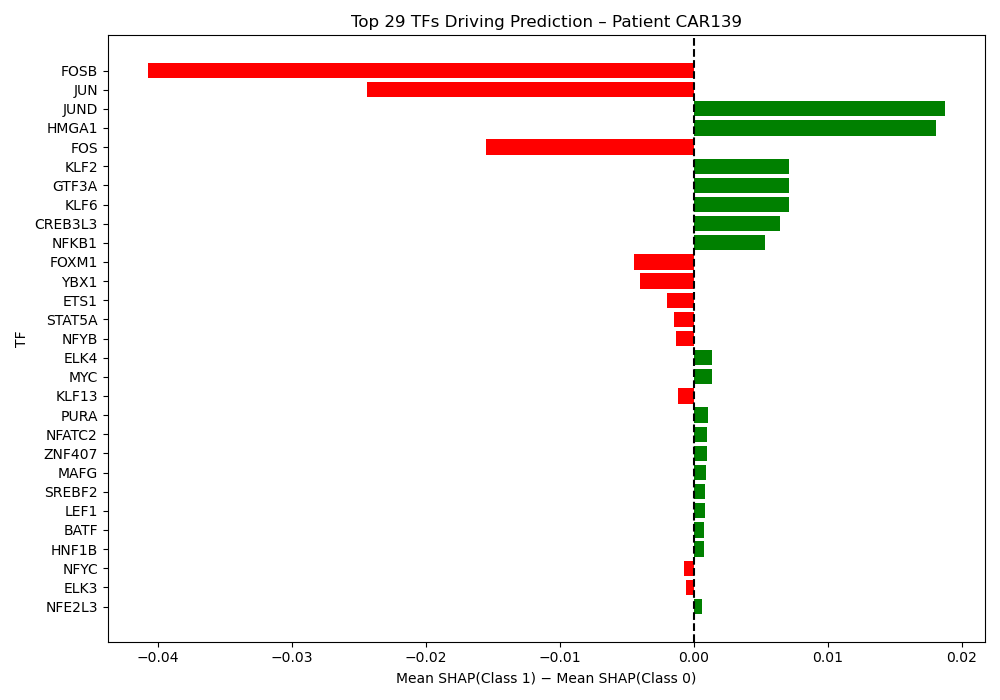 Top 29 TFs Driving Prediction – Patient CAR139
FOSB
JUN
JUND
HMGA1
FOS
KLF2
GTF3A
KLF6
CREB3L3
NFKB1
FOXM1
YBX1
ETS1
STAT5A
NFYB
ELK4
MYC
KLF13
PURA
NFATC2
ZNF407
MAFG
SREBF2
LEF1
BATF
HNF1B
NFYC
ELK3
NFE2L3
TF
−0.04 −0.03 −0.02 −0.01 0.00 0.01 0.02
Mean SHAP(Class 1) − Mean SHAP(Class 0)